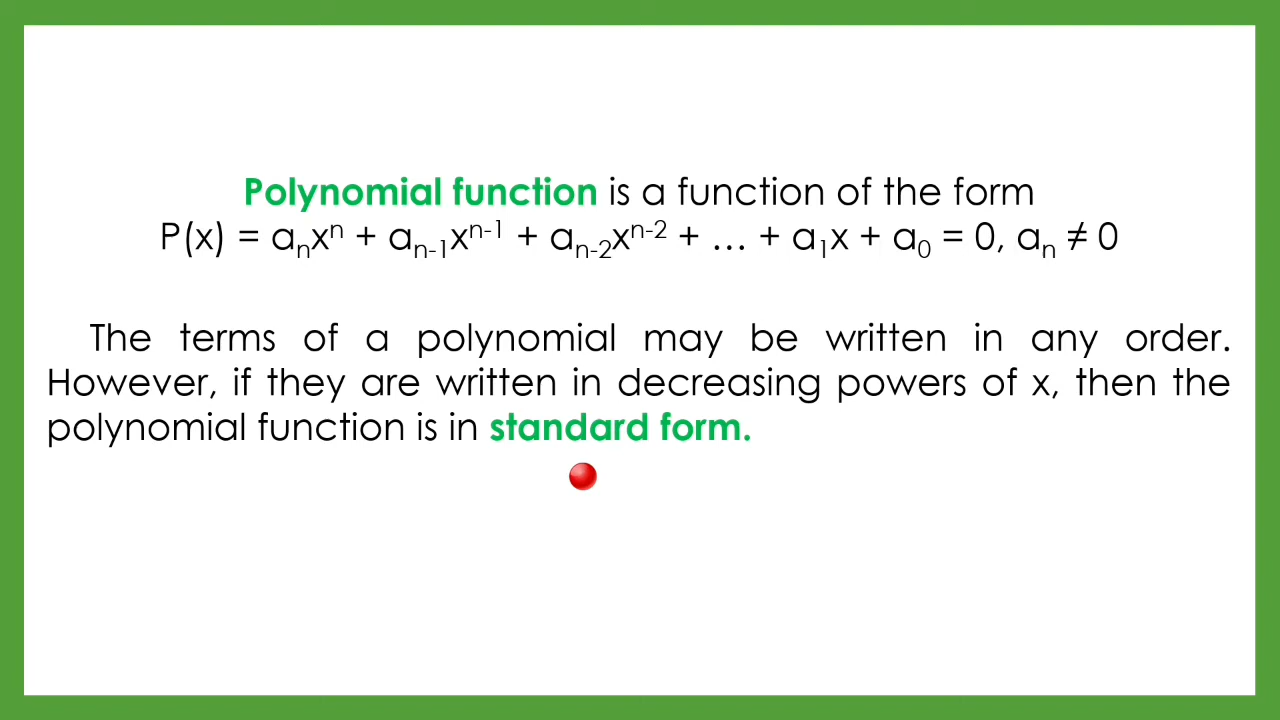 Polynomial function is a function of the form
P(x) = aₙxⁿ + aₙ₋₁xⁿ⁻¹ + aₙ₋₂xⁿ⁻² + … + a₁x + a₀ = 0, aₙ ≠ 0
The terms of a polynomial may be written in any order.
However, if they are written in decreasing powers of x, then the
polynomial function is in standard form.